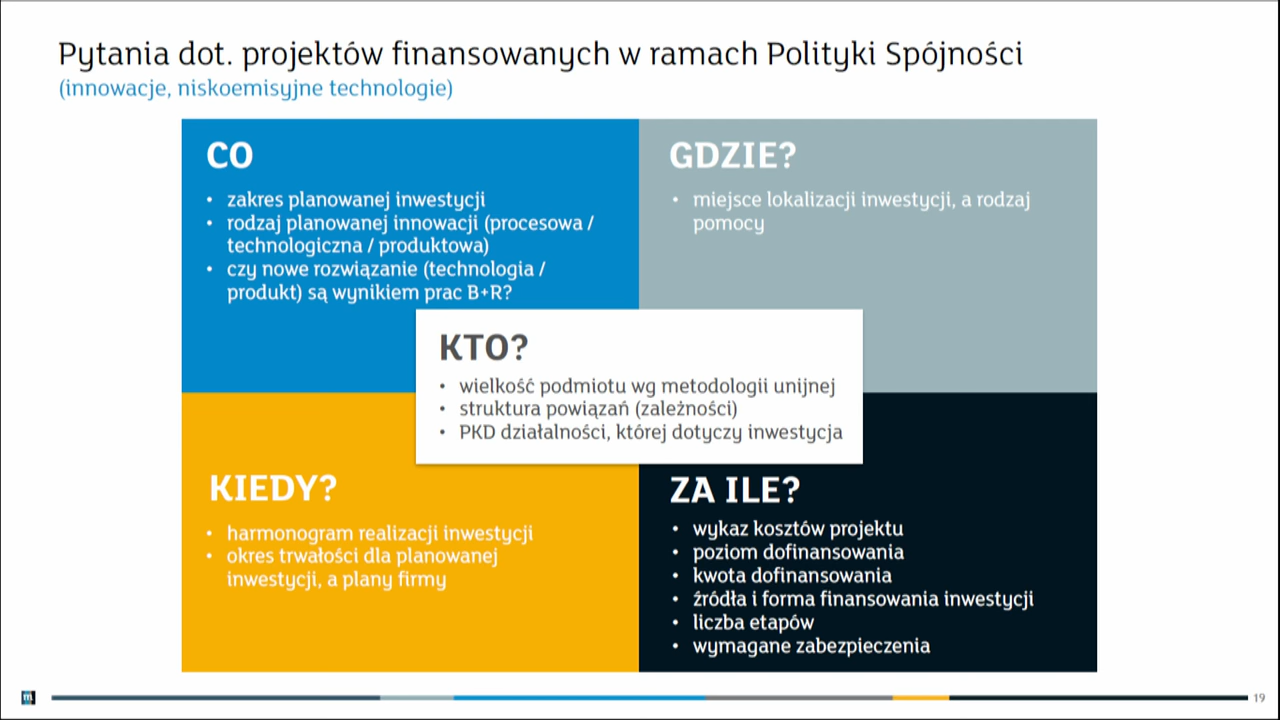 Pytania dot. projektów finansowanych w ramach Polityki Spójności
(innowacje, niskoemisyjne technologie)
CO
• zakres planowanej inwestycji
• rodzaj planowanej innowacji (procesowa /
technologiczna / produktowa)
• czy nowe rozwiązanie (technologia /
produkt) są wynikiem prac B+R?
GDZIE?
• miejsce lokalizacji inwestycji, a rodzaj
pomocy
KTO?
• wielkość podmiotu wg metodologii unijnej
• struktura powiązań (zależności)
• PKD działalności, której dotyczy inwestycja
KIEDY?
• harmonogram realizacji inwestycji
• okres trwałości dla planowanej
inwestycji, a plany firmy
ZA ILE?
• wykaz kosztów projektu
• poziom dofinansowania
• kwota dofinansowania
• źródła i forma finansowania inwestycji
• liczba etapów
• wymagane zabezpieczenia
m
19